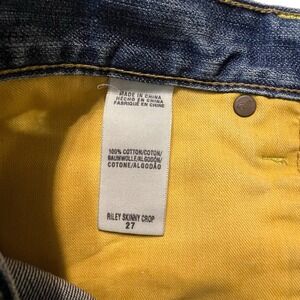 MADE IN CHINA
HECHO EN CHINA
FABRIQUÉ EN CHINE
100% COTTON/COTON/
BAUMWOLLE/ALGODÓN/
COTONE/ALGODÃO
RILEY SKINNY CROP
27